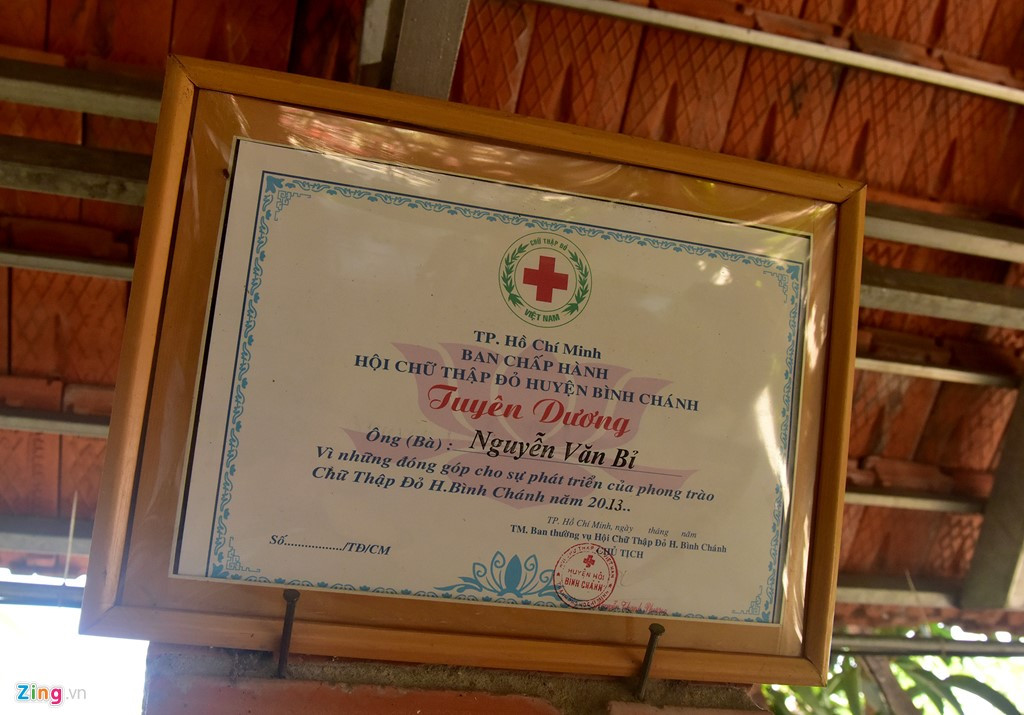 CHỮ THẬP ĐỎ
VIỆT NAM
TP. Hồ Chí Minh
BAN CHẤP HÀNH
HỘI CHỮ THẬP ĐỎ HUYỆN BÌNH CHÁNH
Tuyên Dương
Ông (Bà) : Nguyễn Văn Bỉ
Vì những đóng góp cho sự phát triển của phong trào
Chữ Thập Đỏ H.Bình Chánh năm 2013..
TP. Hồ Chí Minh, ngày tháng năm
TM. Ban thường vụ Hội Chữ Thập Đỏ H. Bình Chánh
CHỦ TỊCH
Số................./TĐ/CM
HUYỆN HỘI
BÌNH CHÁNH
Zing.vn